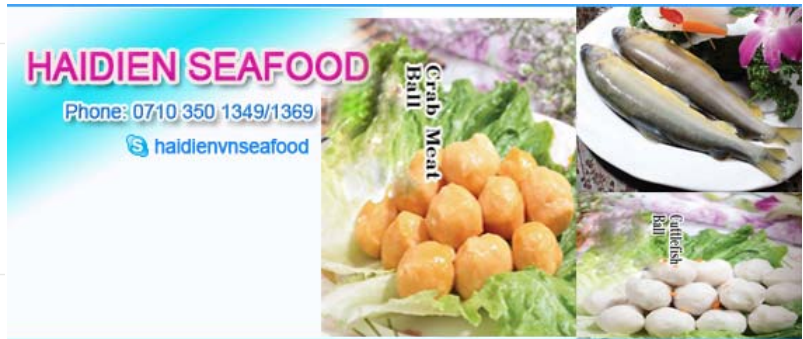 HAIDIEN SEAFOOD
Phone: 0710 350 1349/1369
haidienvnseafood
Crab Meat
Ball
Cuttlefish
Ball